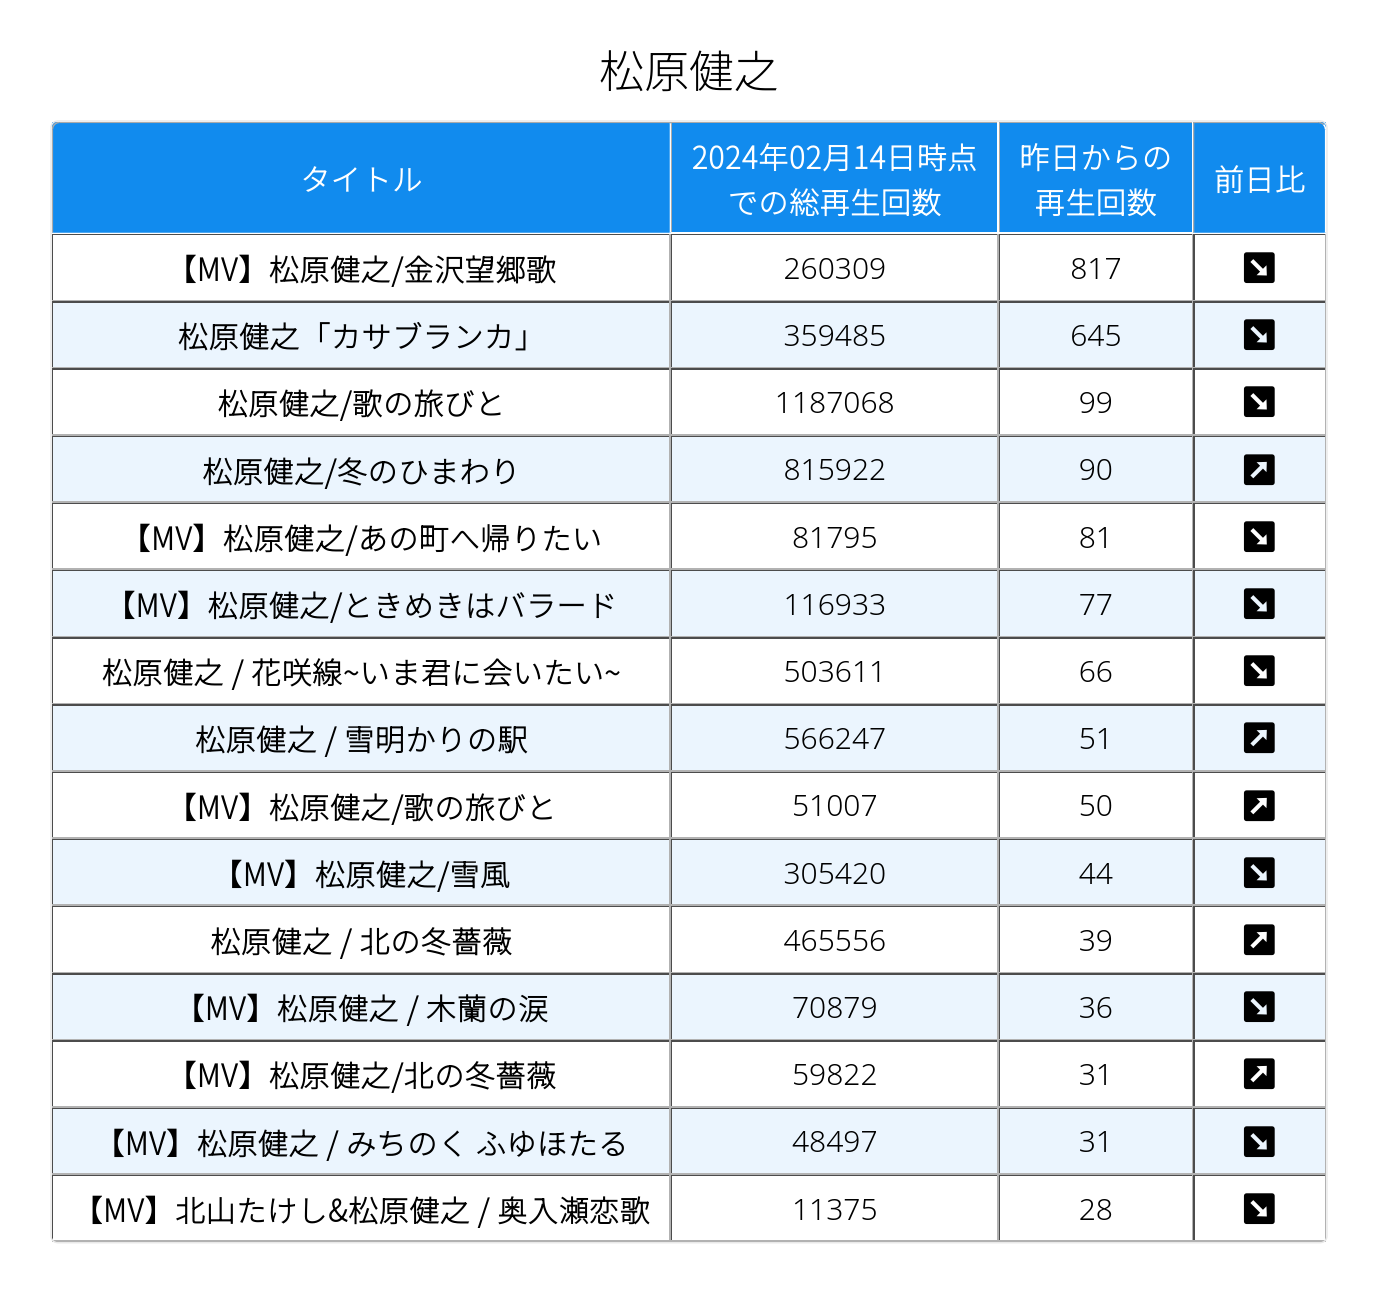 松原健之
タイトル
2024年02月14日時点
での総再生回数
昨日からの
再生回数
前日比
【MV】松原健之/金沢望郷歌 260309 817 ↘
松原健之「カサブランカ」 359485 645 ↘
松原健之/歌の旅びと 1187068 99 ↘
松原健之/冬のひまわり 815922 90 ↗
【MV】松原健之/あの町へ帰りたい 81795 81 ↘
【MV】松原健之/ときめきはバラード 116933 77 ↘
松原健之 / 花咲線~いま君に会いたい~ 503611 66 ↘
松原健之 / 雪明かりの駅 566247 51 ↗
【MV】松原健之/歌の旅びと 51007 50 ↗
【MV】松原健之/雪風 305420 44 ↘
松原健之 / 北の冬薔薇 465556 39 ↗
【MV】松原健之 / 木蘭の涙 70879 36 ↘
【MV】松原健之/北の冬薔薇 59822 31 ↗
【MV】松原健之 / みちのく ふゆほたる 48497 31 ↘
【MV】北山たけし&松原健之 / 奥入瀬恋歌 11375 28 ↘